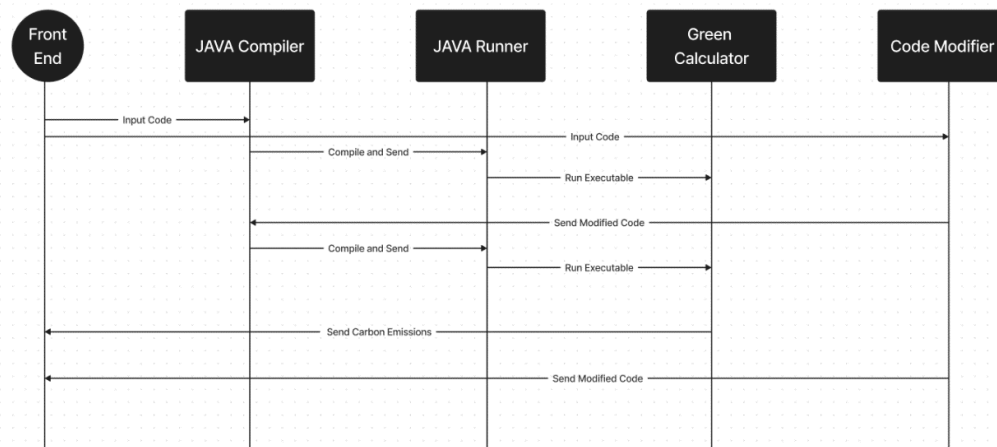 Front
End
JAVA Compiler
JAVA Runner
Green
Calculator
Code Modifier
Input Code
Input Code
Compile and Send
Run Executable
Send Modified Code
Compile and Send
Run Executable
Send Carbon Emissions
Send Modified Code